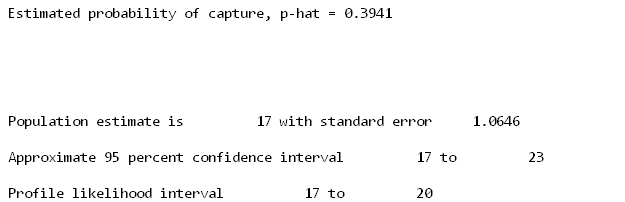 Estimated probability of capture, p-hat = 0.3941
Population estimate is 17 with standard error 1.0646
Approximate 95 percent confidence interval 17 to 23
Profile likelihood interval 17 to 20